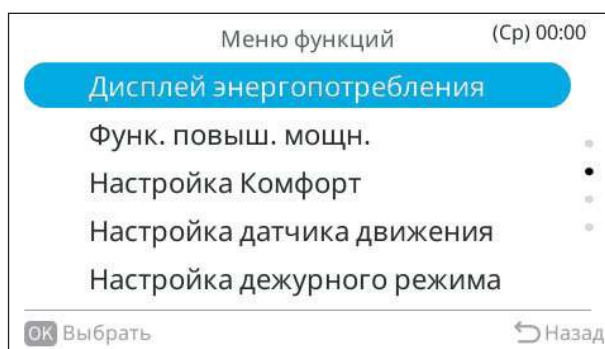 Меню функций (Ср) 00:00
Дисплей энергопотребления
Функ. повыш. мощн.
Настройка Комфорт
Настройка датчика движения
Настройка дежурного режима
OK Выбрать Назад